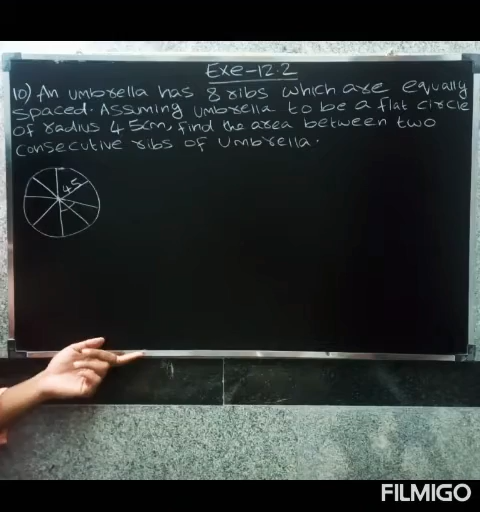 Exe-12.2
10) An umbrella has 8 ribs which are equally
spaced. Assuming umbrella to be a flat circle
of radius 45cm, find the area between two
consecutive ribs of Umbrella.
45
FILMIGO